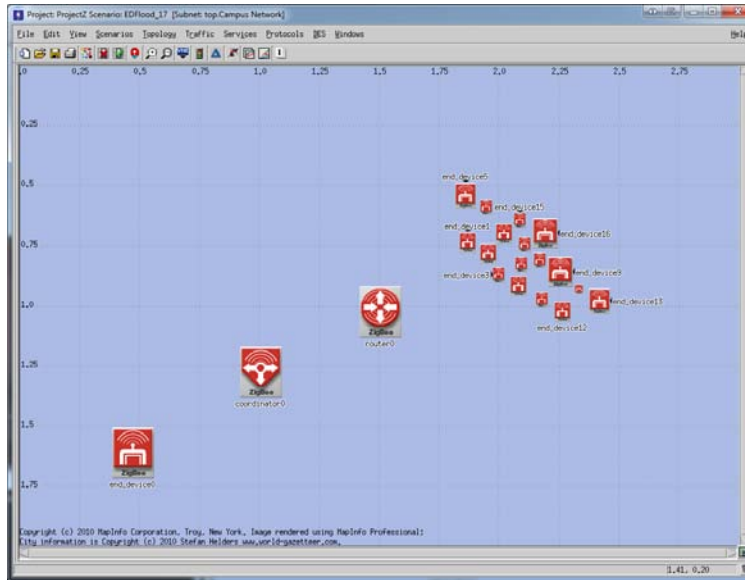 Project: ProjectZ Scenario: EDFlood_17 [Subnet: top.Campus Network]
File Edit View Scenarios Topology Traffic Services Protocols DES Windows Help
0.0 0.25 0.5 0.75 1.0 1.25 1.5 1.75 2.0 2.25 2.5 2.75
0.25
0.5
end_device5
end_device15
end_device1
end_device16
0.75
end_device3
end_device9
1.0
end_device13
end_device12
ZigBee
router0
1.25
ZigBee
coordinator0
1.5
ZigBee
end_device0
1.75
Copyright (c) 2010 MapInfo Corporation, Troy, New York, Image rendered using MapInfo Professional;
City information is Copyright (c) 2010 Stefan Helders www.world-gazetteer.com.
1.41, 0.20